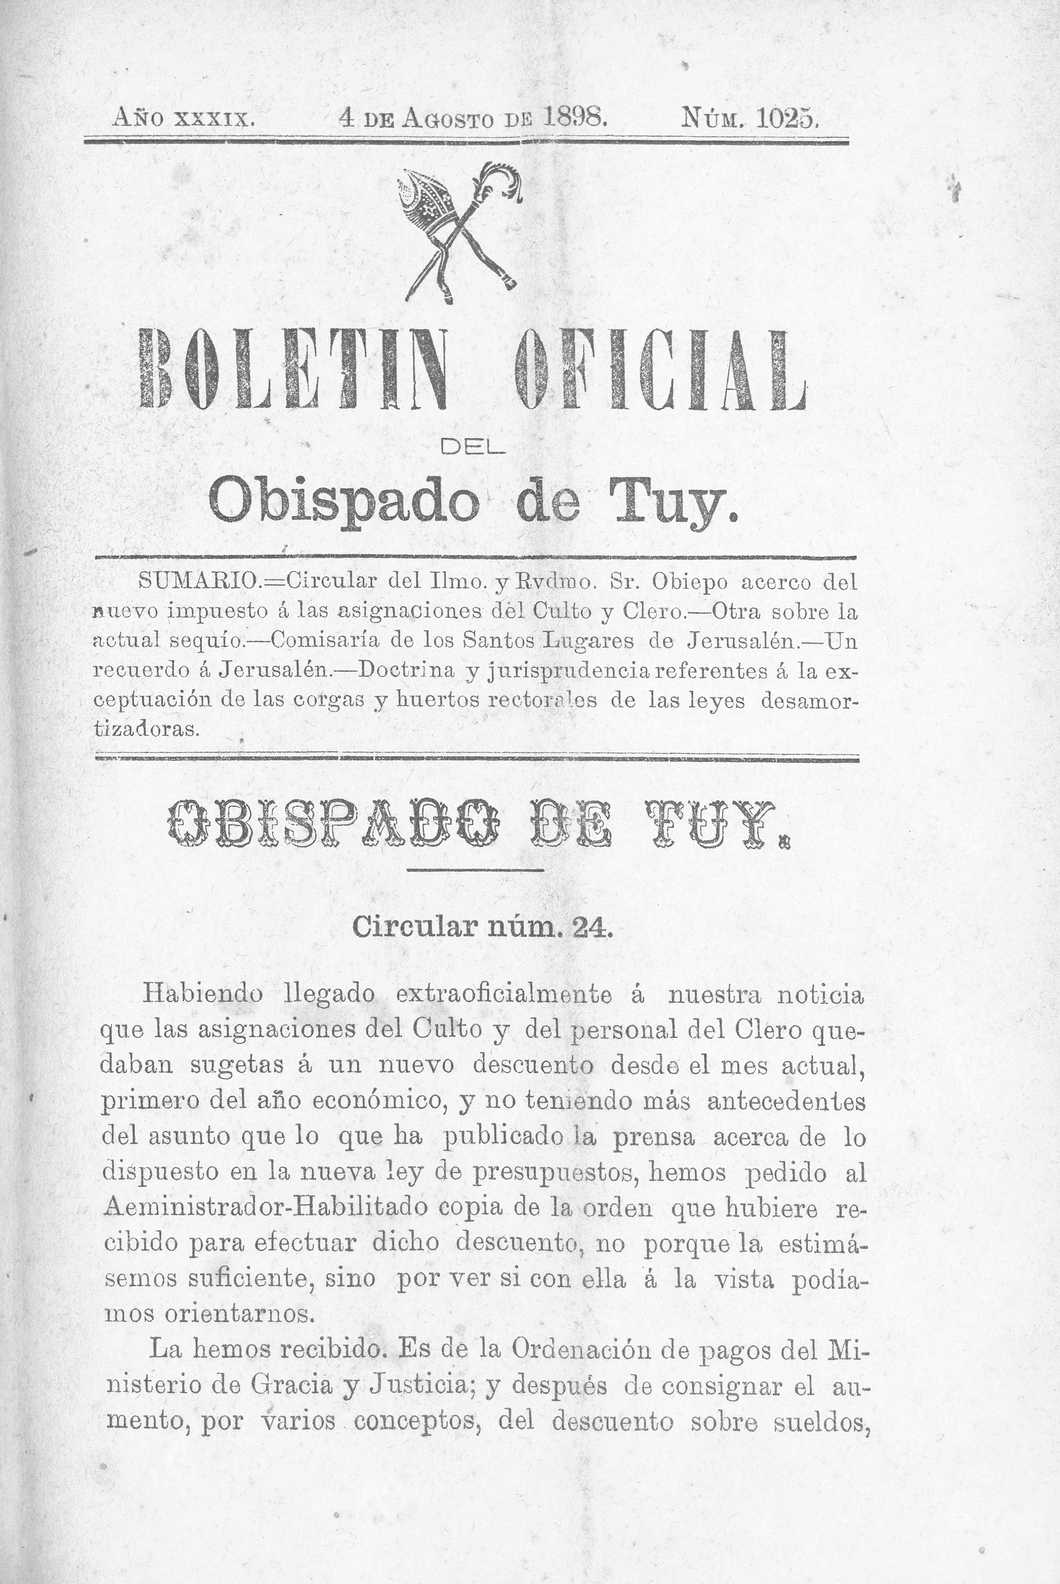 Año XXXIX. 4 de Agosto de 1898. Núm. 1025.
BOLETIN OFICIAL
DEL
Obispado de Tuy.
SUMARIO.=Circular del Ilmo. y Rvdmo. Sr. Obiepo acerco del
nuevo impuesto á las asignaciones del Culto y Clero.—Otra sobre la
actual sequío.—Comisaría de los Santos Lugares de Jerusalén.—Un
recuerdo á Jerusalén.—Doctrina y jurisprudencia referentes á la ex-
ceptuación de las corgas y huertos rectorales de las leyes desamor-
tizadoras.
OBISPADO DE TUY.
Circular núm. 24.
Habiendo llegado extraoficialmente á nuestra noticia
que las asignaciones del Culto y del personal del Clero que-
daban sugetas á un nuevo descuento desde el mes actual,
primero del año económico, y no teniendo más antecedentes
del asunto que lo que ha publicado la prensa acerca de lo
dispuesto en la nueva ley de presupuestos, hemos pedido al
Aeministrador-Habilitado copia de la orden que hubiere re-
cibido para efectuar dicho descuento, no porque la estimá-
semos suficiente, sino por ver si con ella á la vista podía-
mos orientarnos.
La hemos recibido. Es de la Ordenación de pagos del Mi-
nisterio de Gracia y Justicia; y después de consignar el au-
mento, por varios conceptos, del descuento sobre sueldos,